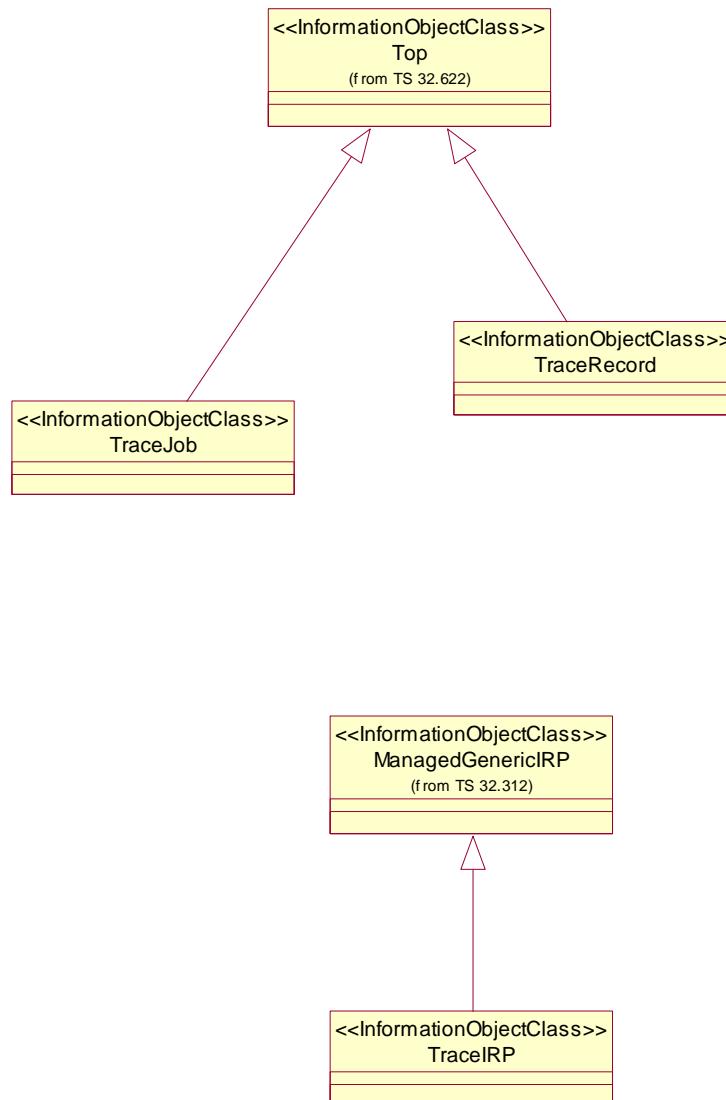 <<InformationObjectClass>>
Top
(from TS 32.622)
<<InformationObjectClass>>
TraceRecord
<<InformationObjectClass>>
TraceJob
<<InformationObjectClass>>
ManagedGenericIRP
(from TS 32.312)
<<InformationObjectClass>>
TraceIRP